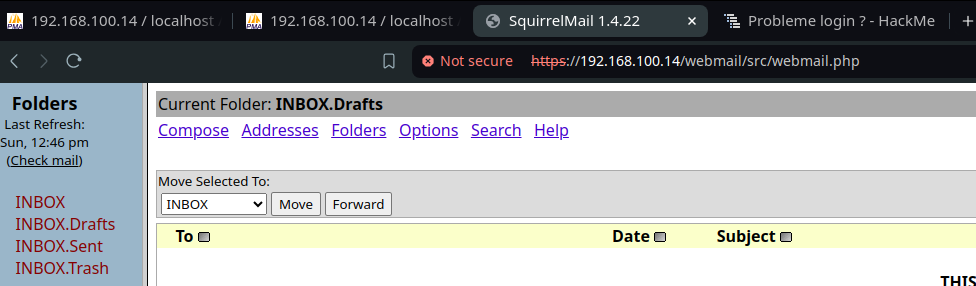 192.168.100.14 / localhost
192.168.100.14 / localhost
SquirrelMail 1.4.22
Probleme login ? - HackMe
Not secure https://192.168.100.14/webmail/src/webmail.php
Folders
Last Refresh:
Sun, 12:46 pm
(Check mail)
INBOX
INBOX.Drafts
INBOX.Sent
INBOX.Trash
Current Folder: INBOX.Drafts
Compose Addresses Folders Options Search Help
Move Selected To:
INBOX Move Forward
To Date Subject
THIS